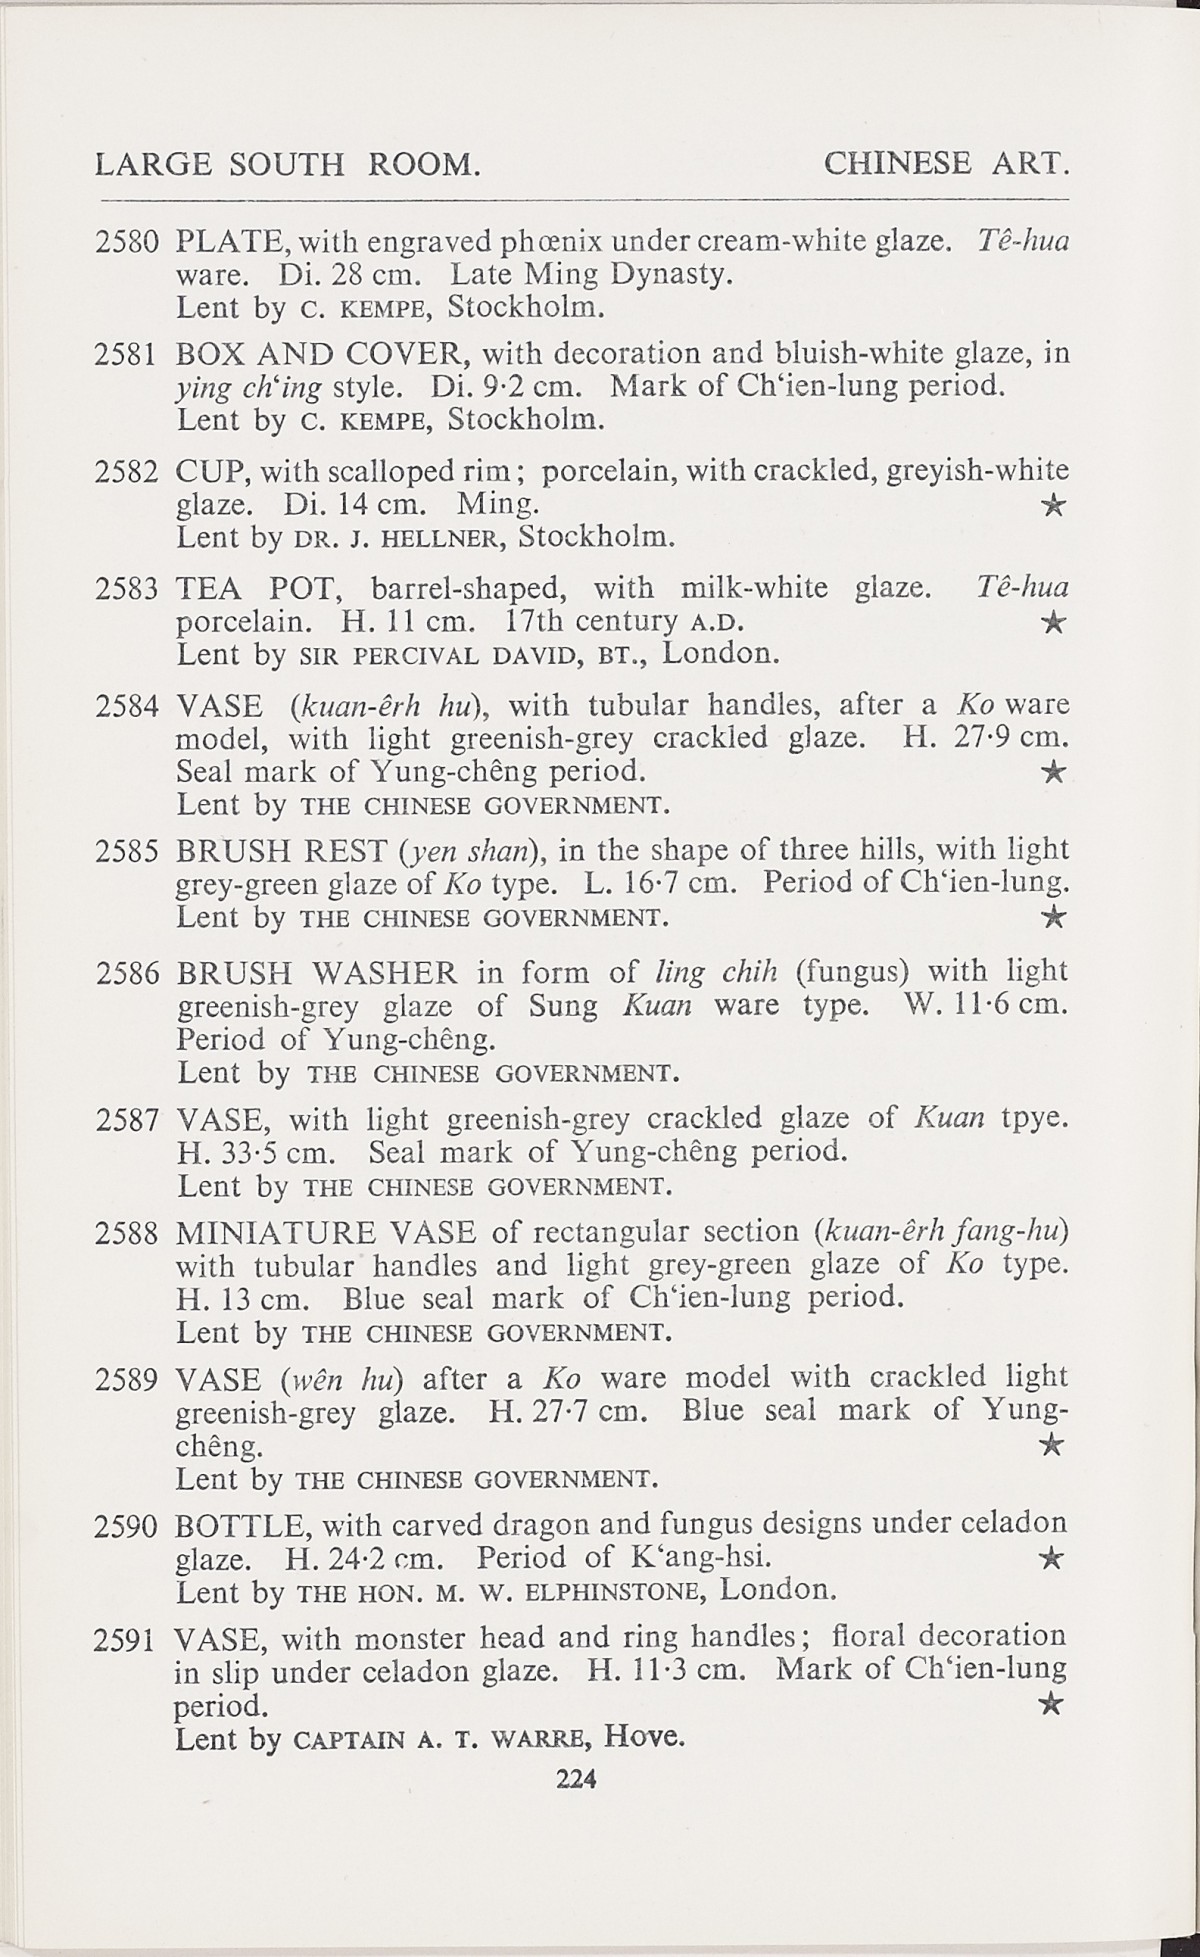 LARGE SOUTH ROOM. CHINESE ART.
2580 PLATE, with engraved phœnix under cream-white glaze. Tê-hua
ware. Di. 28 cm. Late Ming Dynasty.
Lent by C. KEMPE, Stockholm.
2581 BOX AND COVER, with decoration and bluish-white glaze, in
ying ch‘ing style. Di. 9·2 cm. Mark of Ch‘ien-lung period.
Lent by C. KEMPE, Stockholm.
2582 CUP, with scalloped rim; porcelain, with crackled, greyish-white
glaze. Di. 14 cm. Ming. ★
Lent by DR. J. HELLNER, Stockholm.
2583 TEA POT, barrel-shaped, with milk-white glaze. Tê-hua
porcelain. H. 11 cm. 17th century A.D. ★
Lent by SIR PERCIVAL DAVID, BT., London.
2584 VASE (kuan-êrh hu), with tubular handles, after a Ko ware
model, with light greenish-grey crackled glaze. H. 27·9 cm.
Seal mark of Yung-chêng period. ★
Lent by THE CHINESE GOVERNMENT.
2585 BRUSH REST (yen shan), in the shape of three hills, with light
grey-green glaze of Ko type. L. 16·7 cm. Period of Ch‘ien-lung.
Lent by THE CHINESE GOVERNMENT. ★
2586 BRUSH WASHER in form of ling chih (fungus) with light
greenish-grey glaze of Sung Kuan ware type. W. 11·6 cm.
Period of Yung-chêng.
Lent by THE CHINESE GOVERNMENT.
2587 VASE, with light greenish-grey crackled glaze of Kuan tpye.
H. 33·5 cm. Seal mark of Yung-chêng period.
Lent by THE CHINESE GOVERNMENT.
2588 MINIATURE VASE of rectangular section (kuan-êrh fang-hu)
with tubular handles and light grey-green glaze of Ko type.
H. 13 cm. Blue seal mark of Ch‘ien-lung period.
Lent by THE CHINESE GOVERNMENT.
2589 VASE (wên hu) after a Ko ware model with crackled light
greenish-grey glaze. H. 27·7 cm. Blue seal mark of Yung-
chêng. ★
Lent by THE CHINESE GOVERNMENT.
2590 BOTTLE, with carved dragon and fungus designs under celadon
glaze. H. 24·2 cm. Period of K‘ang-hsi. ★
Lent by THE HON. M. W. ELPHINSTONE, London.
2591 VASE, with monster head and ring handles; floral decoration
in slip under celadon glaze. H. 11·3 cm. Mark of Ch‘ien-lung
period. ★
Lent by CAPTAIN A. T. WARRE, Hove.
224